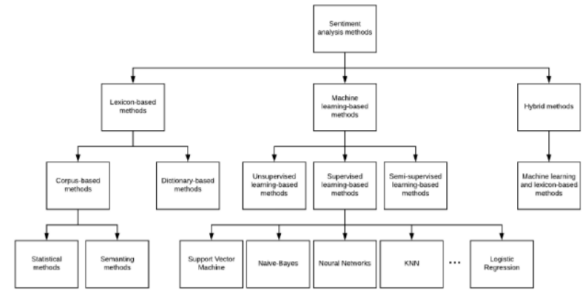 Sentiment
analysis methods
Lexicon-based
methods
Machine
learning-based
methods
Hybrid methods
Corpus-based
methods
Dictionary-based
methods
Unsupervised
learning-based
methods
Supervised
learning-based
methods
Semi-supervised
learning-based
methods
Machine learning
and lexicon-based
methods
Statistical
methods
Semanting
methods
Support Vector
Machine
Naive-Bayes
Neural Networks
KNN
...
Logistic
Regression